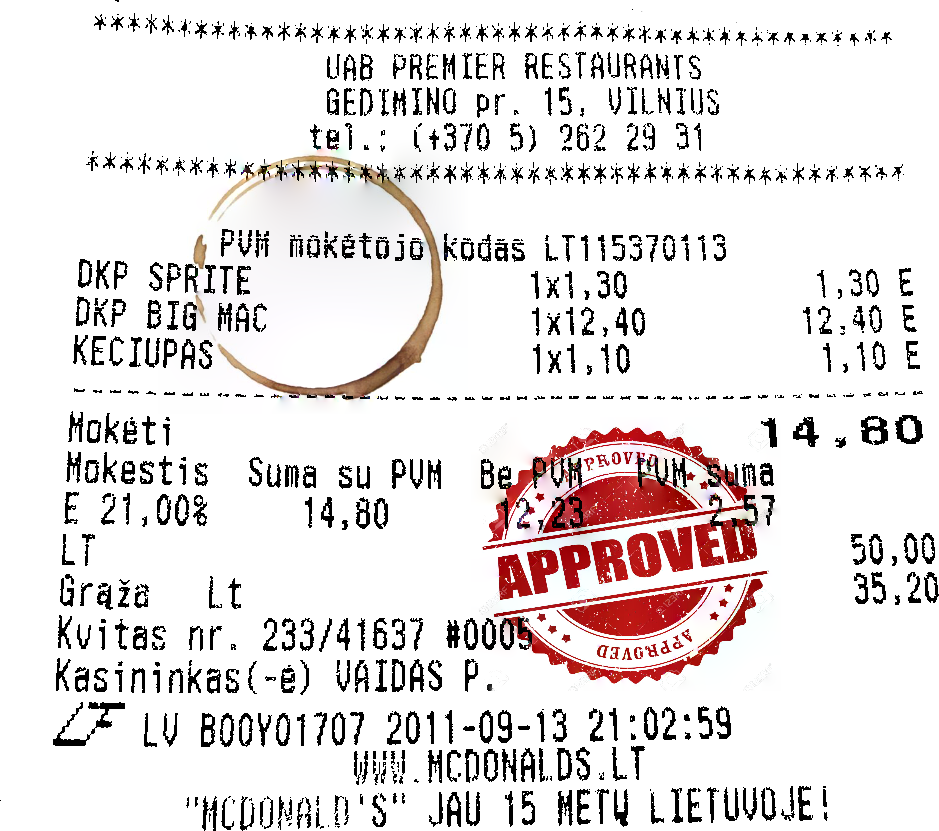 ****************************************************
UAB PREMIER RESTAURANTS
GEDIMINO pr. 15, VILNIUS
tel.: (+370 5) 262 29 31
****************************************************
PVM mokėtojo kodas LT115370113
DKP SPRITE 1x1,30 1,30 E
DKP BIG MAC 1x12,40 12,40 E
KECIUPAS 1x1,10 1,10 E
Mokėti 14,80
Mokestis Suma su PVM Be PVM PVM suma
E 21,00% 14,80 12,23 2,57
LT 50,00
Grąža Lt 35,20
Kvitas nr. 233/41637 #0005
Kasininkas(-ė) VAIDAS P.
LF LV B00Y01707 2011-09-13 21:02:59
WWW.MCDONALDS.LT
"MCDONALD'S" JAU 15 METŲ LIETUVOJE!
APPROVED
APPROVED
APPROVED